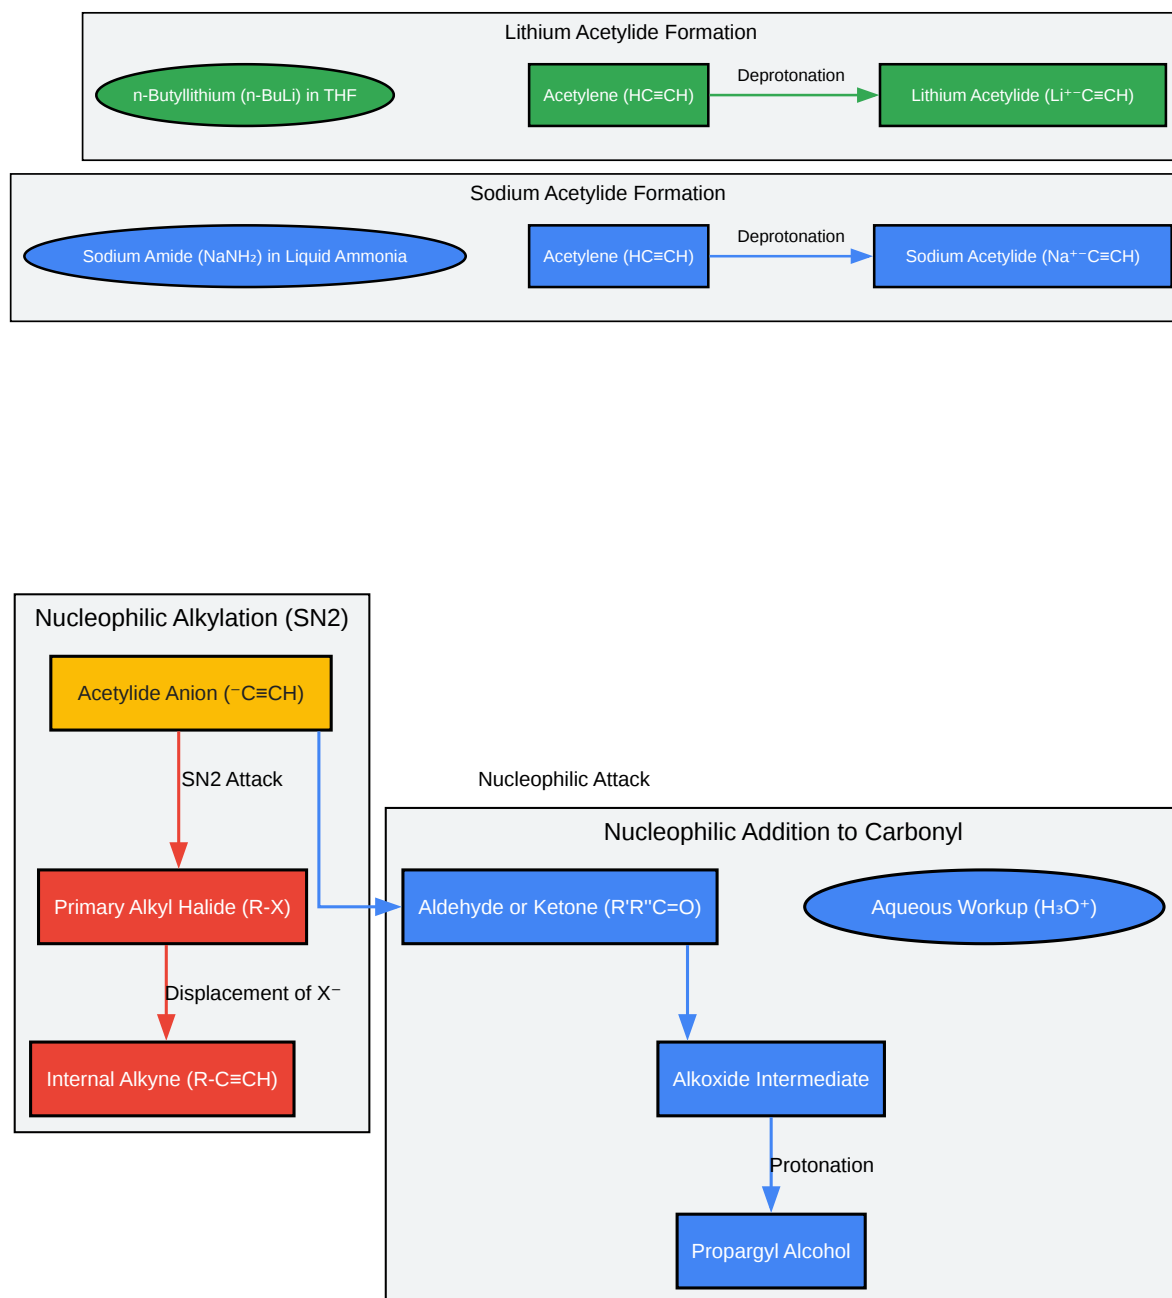 Lithium Acetylide Formation
n-Butyllithium (n-BuLi) in THF
Acetylene (HC≡CH)
Deprotonation
Lithium Acetylide (Li⁺⁻C≡CH)
Sodium Acetylide Formation
Sodium Amide (NaNH₂) in Liquid Ammonia
Acetylene (HC≡CH)
Deprotonation
Sodium Acetylide (Na⁺⁻C≡CH)
Nucleophilic Alkylation (SN2)
Acetylide Anion (⁻C≡CH)
SN2 Attack
Primary Alkyl Halide (R-X)
Displacement of X⁻
Internal Alkyne (R-C≡CH)
Nucleophilic Attack
Nucleophilic Addition to Carbonyl
Aldehyde or Ketone (R'R''C=O)
Aqueous Workup (H₃O⁺)
Alkoxide Intermediate
Protonation
Propargyl Alcohol